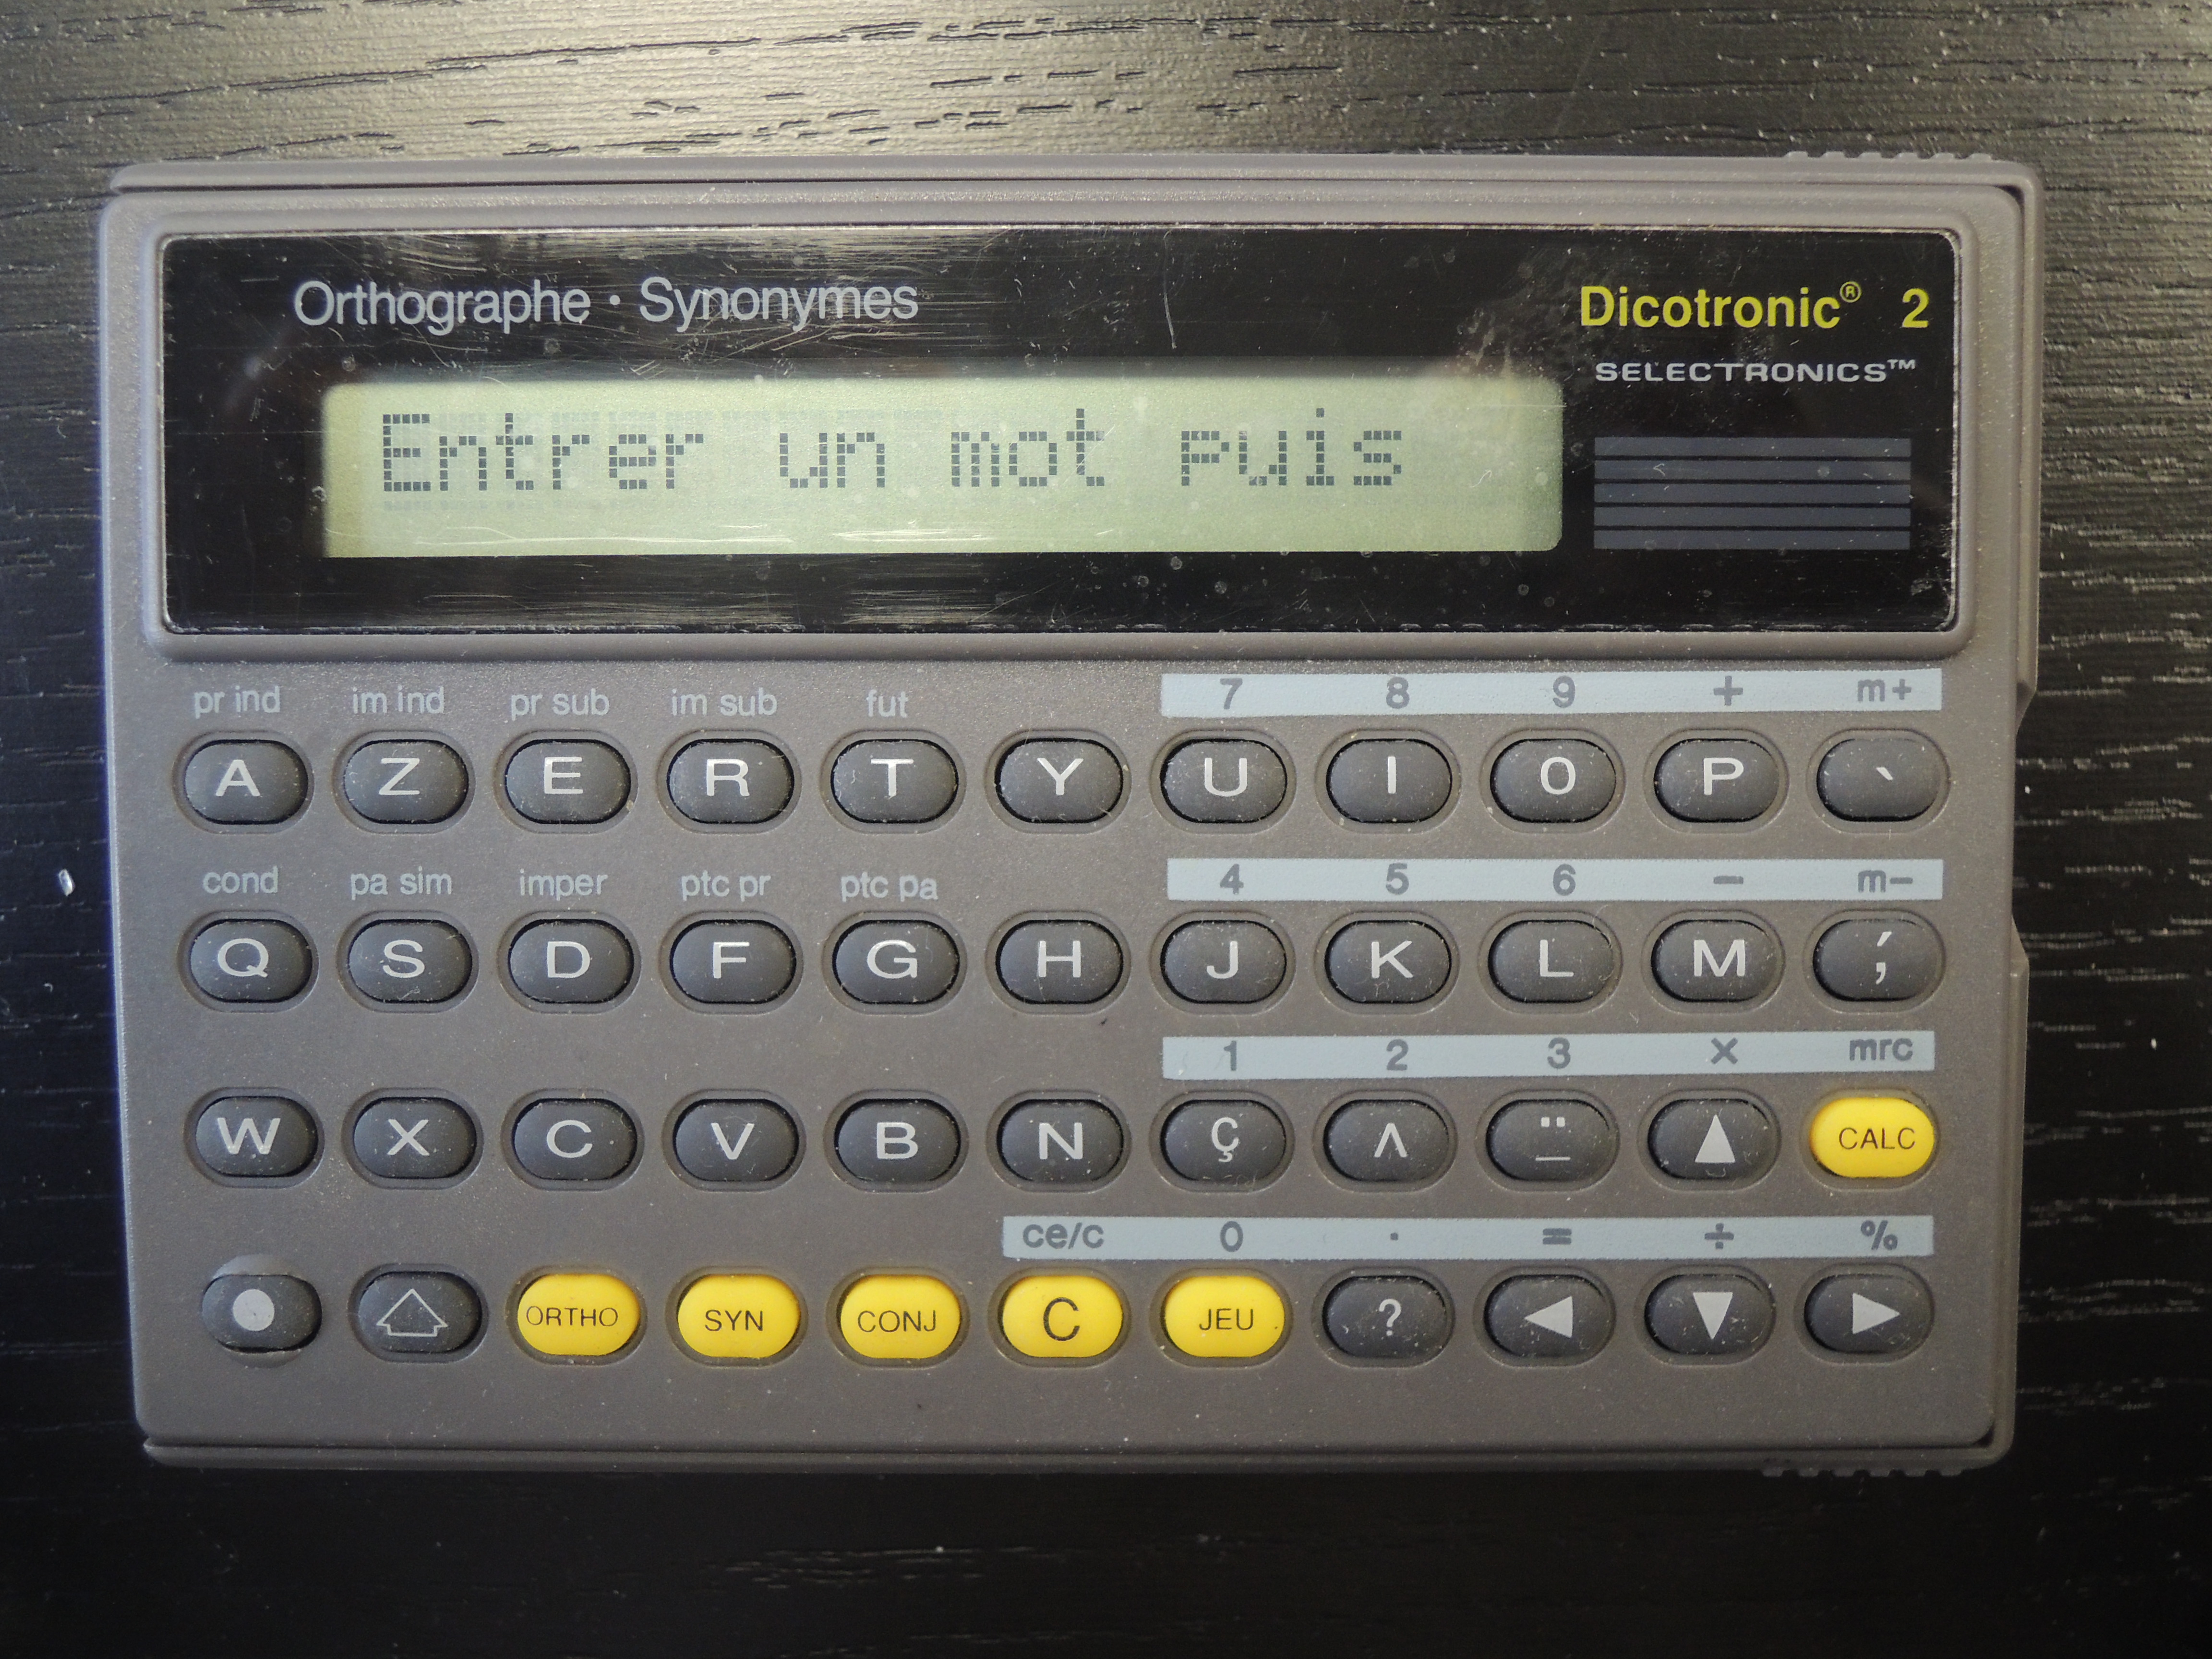 Orthographe • Synonymes
Dicotronic® 2
SELECTRONICS™
Entrer un mot puis
pr ind im ind pr sub im sub fut 7 8 9 + m+
A Z E R T Y U I O P `
cond pa sim imper ptc pr ptc pa 4 5 6 − m−
Q S D F G H J K L M ;
1 2 3 × mrc
W X C V B N Ç ʌ ¨ ▲ CALC
ce/c 0 . = ÷ %
ORTHO SYN CONJ C JEU ? ◀ ▼ ▶